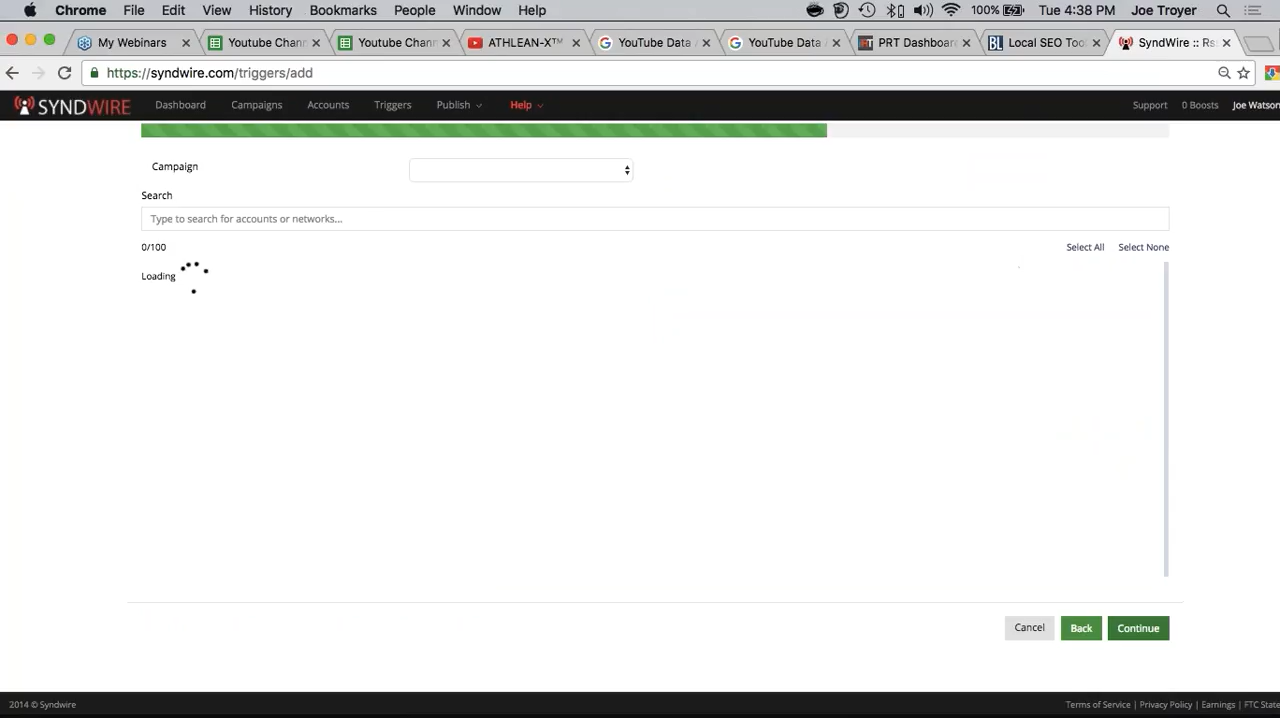 Chrome File Edit View History Bookmarks People Window Help 100% Tue 4:38 PM Joe Troyer
My Webinars Youtube Chann Youtube Chann ATHLEAN-X™ YouTube Data YouTube Data PRT Dashboar Local SEO Too SyndWire :: Rs
https://syndwire.com/triggers/add
SYNDWIRE Dashboard Campaigns Accounts Triggers Publish Help Support 0 Boosts Joe Watson
Campaign
Search
Type to search for accounts or networks...
0/100 Select All Select None
Loading
Cancel Back Continue
2014 © Syndwire Terms of Service | Privacy Policy | Earnings | FTC State